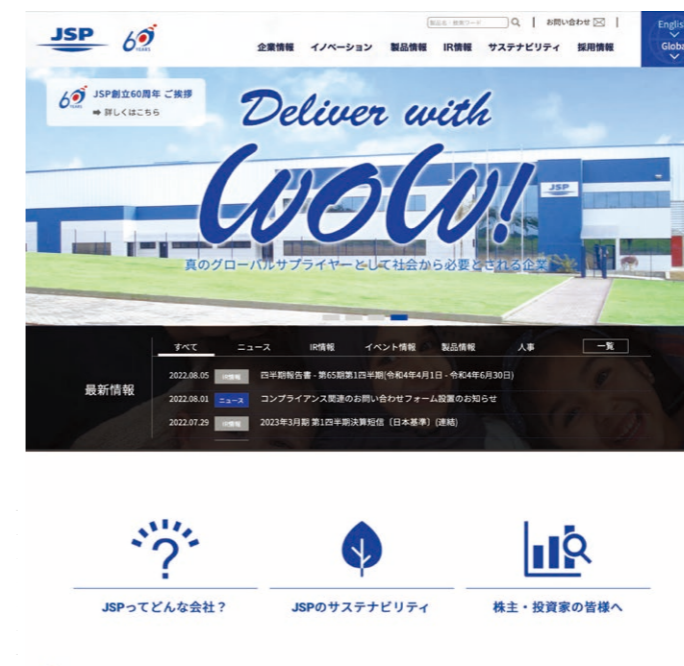 JSP
60
YEARS
製品名・検索ワード
お問い合わせ
English
企業情報 イノベーション 製品情報 IR情報 サステナビリティ 採用情報
60
YEARS
JSP創立60周年 ご挨拶
➡ 詳しくはこちら
Deliver with
WOW!
JSP
真のグローバルサプライヤーとして社会から必要とされる企業へ
すべて ニュース IR情報 イベント情報 製品情報 人事 一覧
最新情報
2022.08.05 IR情報 四半期報告書 - 第65期第1四半期(令和4年4月1日 - 令和4年6月30日)
2022.08.01 ニュース コンプライアンス関連のお問い合わせフォーム設置のお知らせ
2022.07.29 IR情報 2023年3月期 第1四半期決算短信〔日本基準〕(連結)
JSPってどんな会社？
JSPのサステナビリティ
株主・投資家の皆様へ